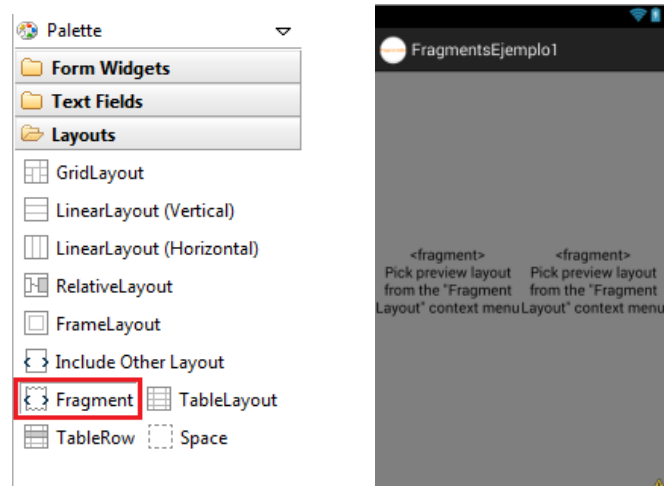 Palette
Form Widgets
Text Fields
Layouts
GridLayout
LinearLayout (Vertical)
LinearLayout (Horizontal)
RelativeLayout
FrameLayout
Include Other Layout
Fragment TableLayout
TableRow Space
FragmentsEjemplo1
<fragment> <fragment>
Pick preview layout Pick preview layout
from the "Fragment from the "Fragment
Layout" context menu Layout" context menu